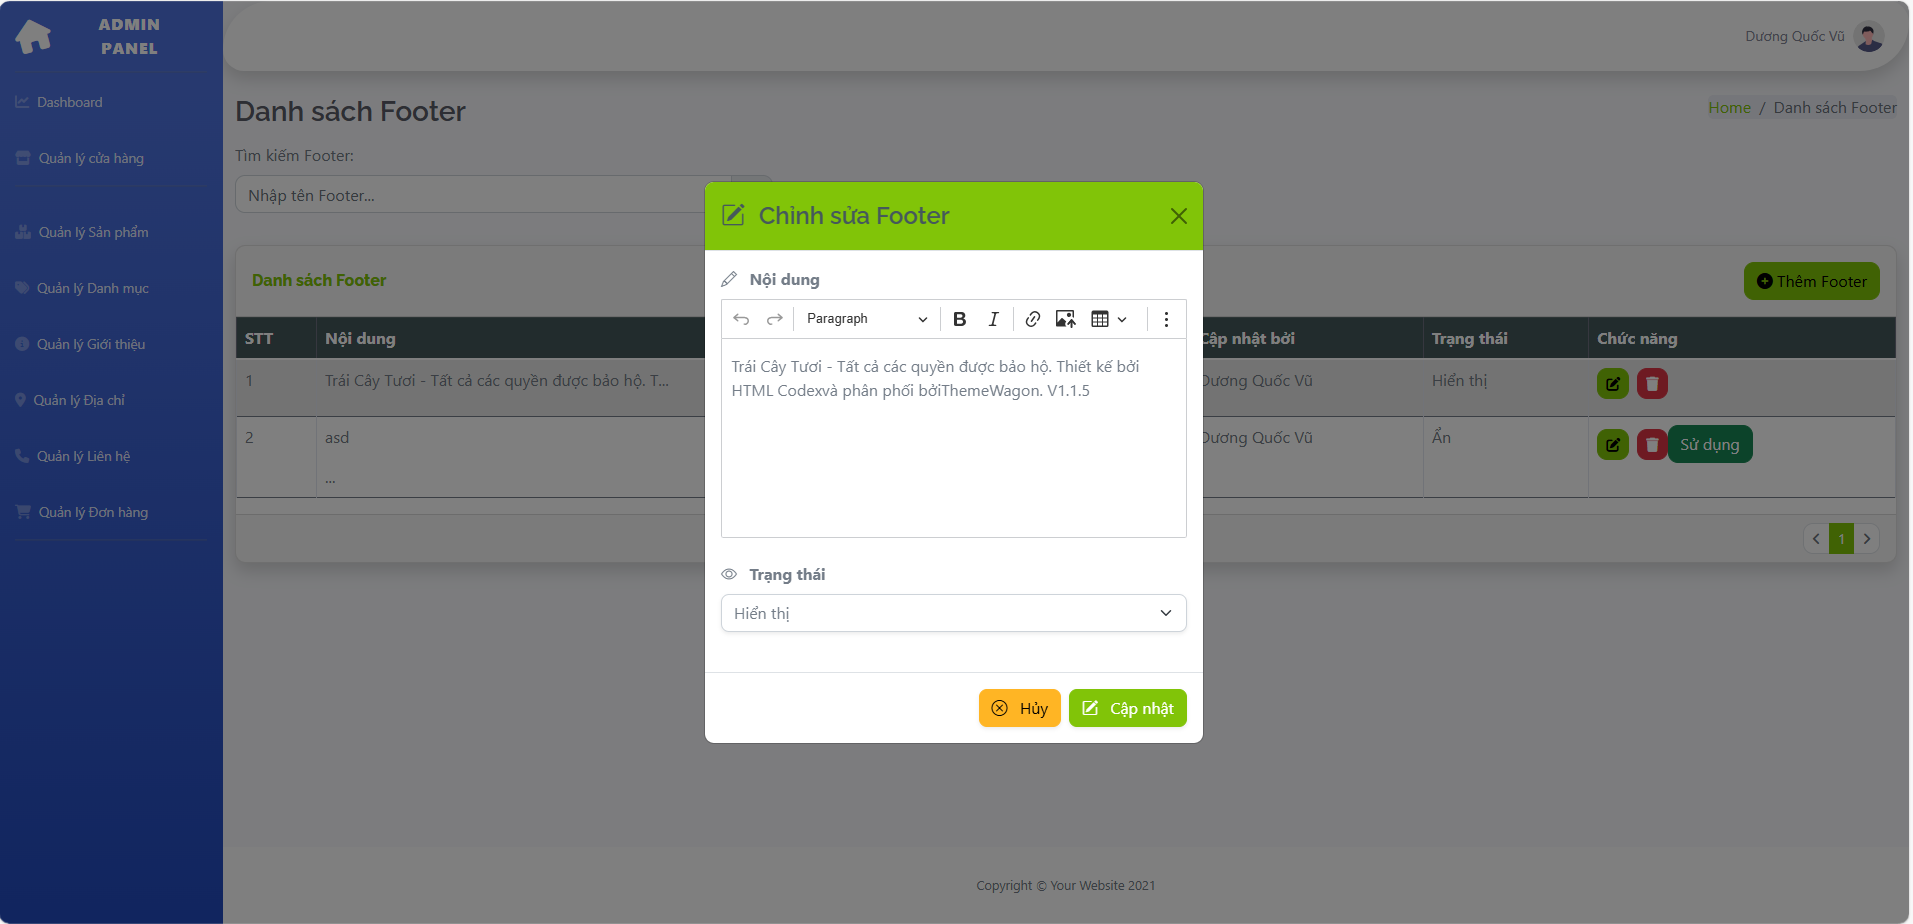 ADMIN
PANEL
Dương Quốc Vũ
Dashboard
Quản lý cửa hàng
Quản lý Sản phẩm
Quản lý Danh mục
Quản lý Giới thiệu
Quản lý Địa chỉ
Quản lý Liên hệ
Quản lý Đơn hàng
Danh sách Footer
Home / Danh sách Footer
Tìm kiếm Footer:
Nhập tên Footer...
Danh sách Footer
Thêm Footer
STT Nội dung Cập nhật bởi Trạng thái Chức năng
1 Trái Cây Tươi - Tất cả các quyền được bảo hộ. T... Dương Quốc Vũ Hiển thị
2 asd Dương Quốc Vũ Ẩn Sử dụng
...
1
Chỉnh sửa Footer
Nội dung
Paragraph B I
Trái Cây Tươi - Tất cả các quyền được bảo hộ. Thiết kế bởi
HTML Codexvà phân phối bởiThemeWagon. V1.1.5
Trạng thái
Hiển thị
Hủy Cập nhật
Copyright © Your Website 2021